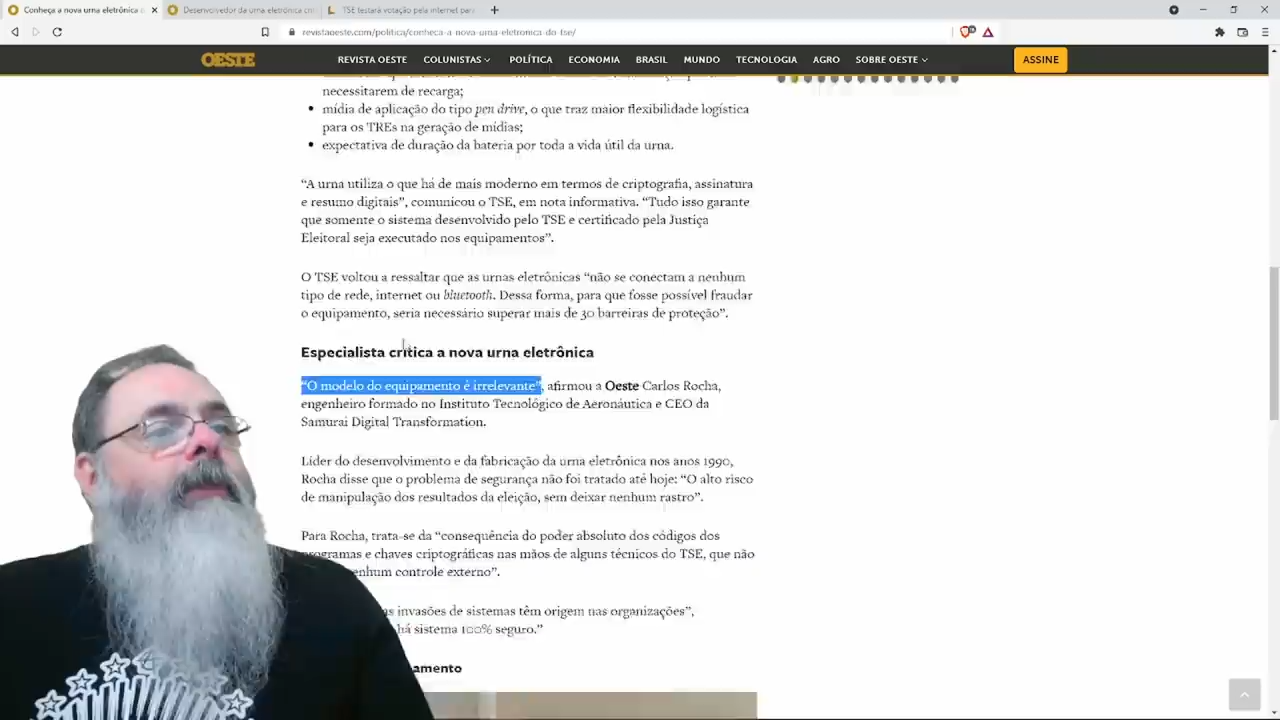 Conheça a nova urna eletrônica
Desenvolvedor da urna eletrônica
TSE testará votação pela internet
revistaoeste.com/politica/conheca-a-nova-urna-eletronica-do-tse/
OESTE
REVISTA OESTE COLUNISTAS POLÍTICA ECONOMIA BRASIL MUNDO TECNOLOGIA AGRO SOBRE OESTE ASSINE
necessitarem de recarga;
mídia de aplicação do tipo pen drive, o que traz maior flexibilidade logística
para os TREs na geração de mídias;
expectativa de duração da bateria por toda a vida útil da urna.
“A urna utiliza o que há de mais moderno em termos de criptografia, assinatura
e resumo digitais”, comunicou o TSE, em nota informativa. “Tudo isso garante
que somente o sistema desenvolvido pelo TSE e certificado pela Justiça
Eleitoral seja executado nos equipamentos”.
O TSE voltou a ressaltar que as urnas eletrônicas “não se conectam a nenhum
tipo de rede, internet ou bluetooth. Dessa forma, para que fosse possível fraudar
o equipamento, seria necessário superar mais de 30 barreiras de proteção”.
Especialista critica a nova urna eletrônica
“O modelo do equipamento é irrelevante”, afirmou a Oeste Carlos Rocha,
engenheiro formado no Instituto Tecnológico de Aeronáutica e CEO da
Samurai Digital Transformation.
Líder do desenvolvimento e da fabricação da urna eletrônica nos anos 1990,
Rocha disse que o problema de segurança não foi tratado até hoje: “O alto risco
de manipulação dos resultados da eleição, sem deixar nenhum rastro”.
Para Rocha, trata-se da “consequência do poder absoluto dos códigos dos
programas e chaves criptográficas nas mãos de alguns técnicos do TSE, que não
nenhum controle externo”.
as invasões de sistemas têm origem nas organizações”,
há sistema 100% seguro.”
amento